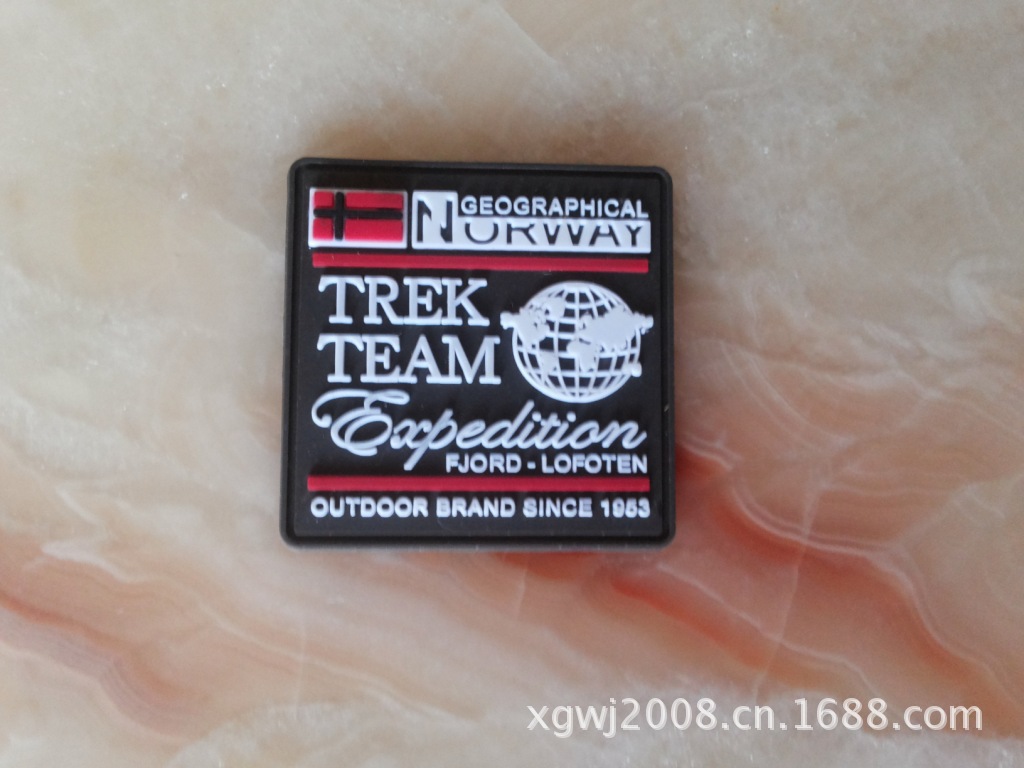 GEOGRAPHICAL
NORWAY
TREK
TEAM
Expedition
FJORD - LOFOTEN
OUTDOOR BRAND SINCE 1953
xgwj2008.cn.1688.com